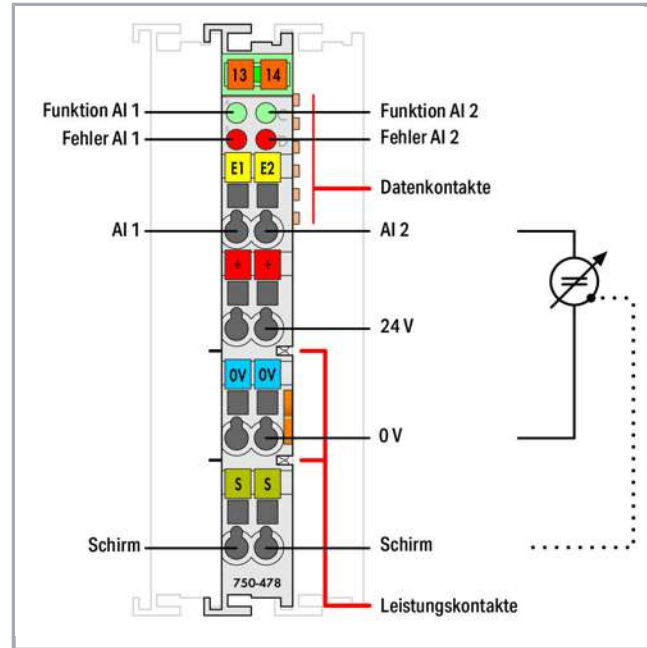 13 14
Funktion AI 1
Funktion AI 2
Fehler AI 1
Fehler AI 2
E1 E2
Datenkontakte
AI 1
AI 2
+ +
24 V
0V 0V
0 V
S S
Schirm
Schirm
750-478
Leistungskontakte